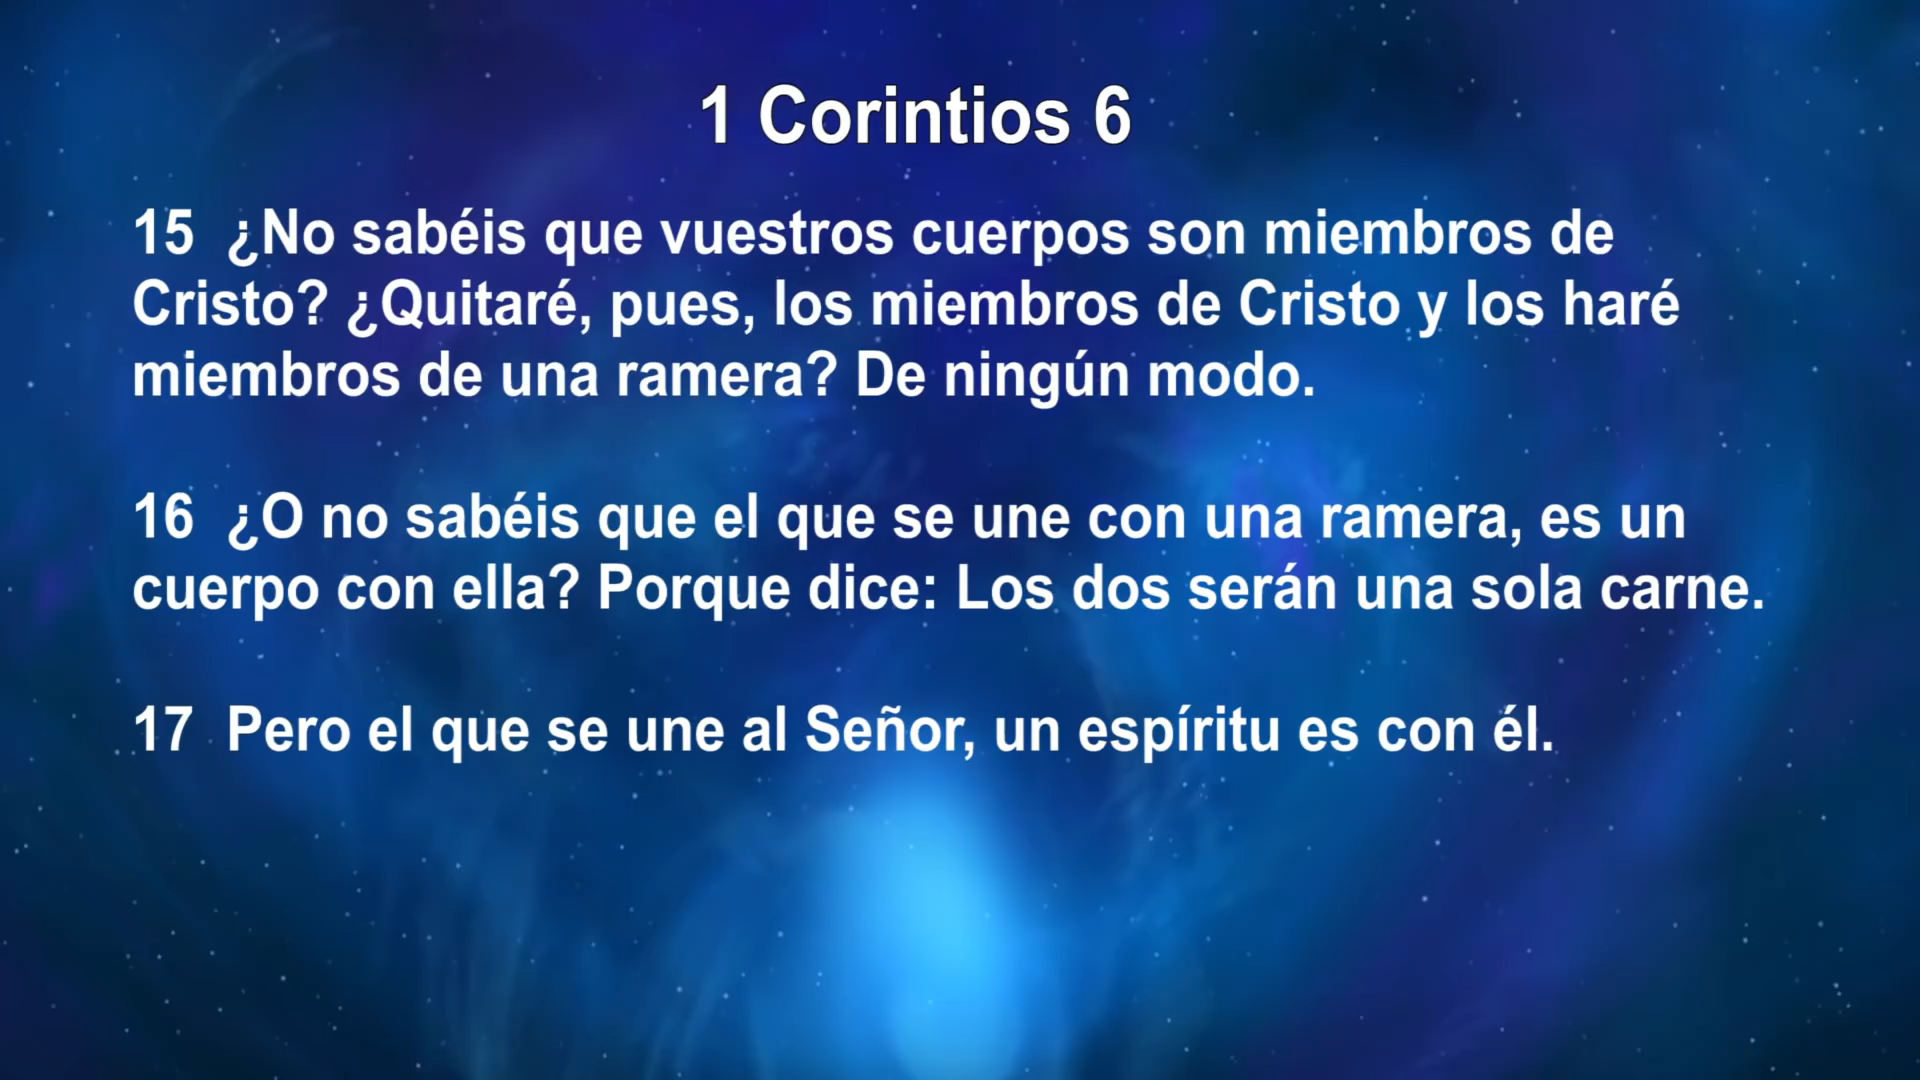 1 Corintios 6
15 ¿No sabéis que vuestros cuerpos son miembros de
Cristo? ¿Quitaré, pues, los miembros de Cristo y los haré
miembros de una ramera? De ningún modo.
16 ¿O no sabéis que el que se une con una ramera, es un
cuerpo con ella? Porque dice: Los dos serán una sola carne.
17 Pero el que se une al Señor, un espíritu es con él.